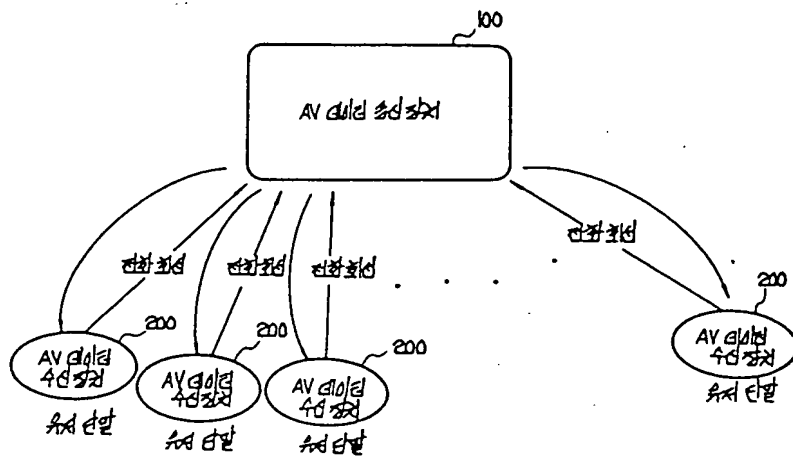 100
AV 데이터 송신 장치
전화 회선
전화 회선
전화 회선
전화 회선
200
AV 데이터
수신 장치
유저 단말
200
AV 데이터
수신 장치
유저 단말
200
AV 데이터
수신 장치
유저 단말
200
AV 데이터
수신 장치
유저 단말